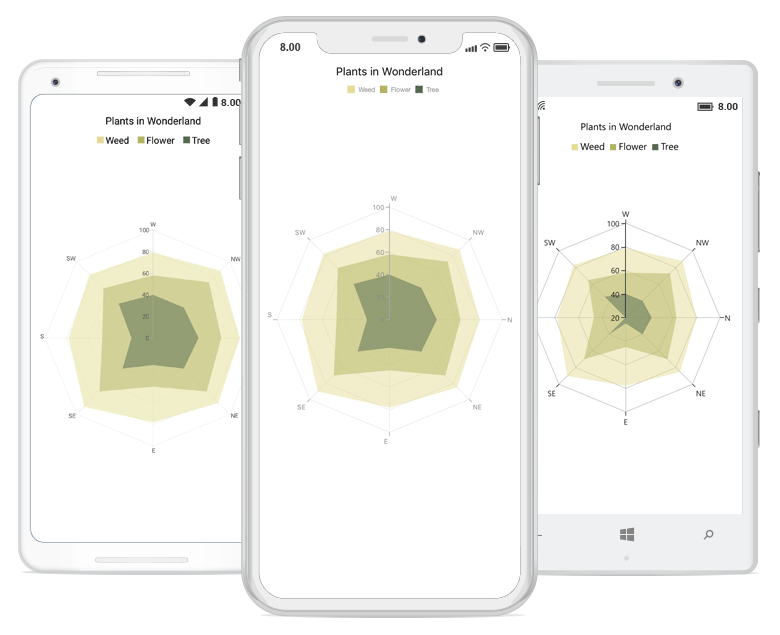 8.00
Plants in Wonderland
Weed Flower Tree
W
100
SW NW
80
60
40
20
0
S
SE
E
8.00
Plants in Wonderland
Weed Flower Tree
W
100
SW NW
80
60
40
0
S N
SE NE
E
8.00
Plants in Wonderland
Weed Flower Tree
W
100
SW NW
80
60
40
20
N
SE NE
E
NE